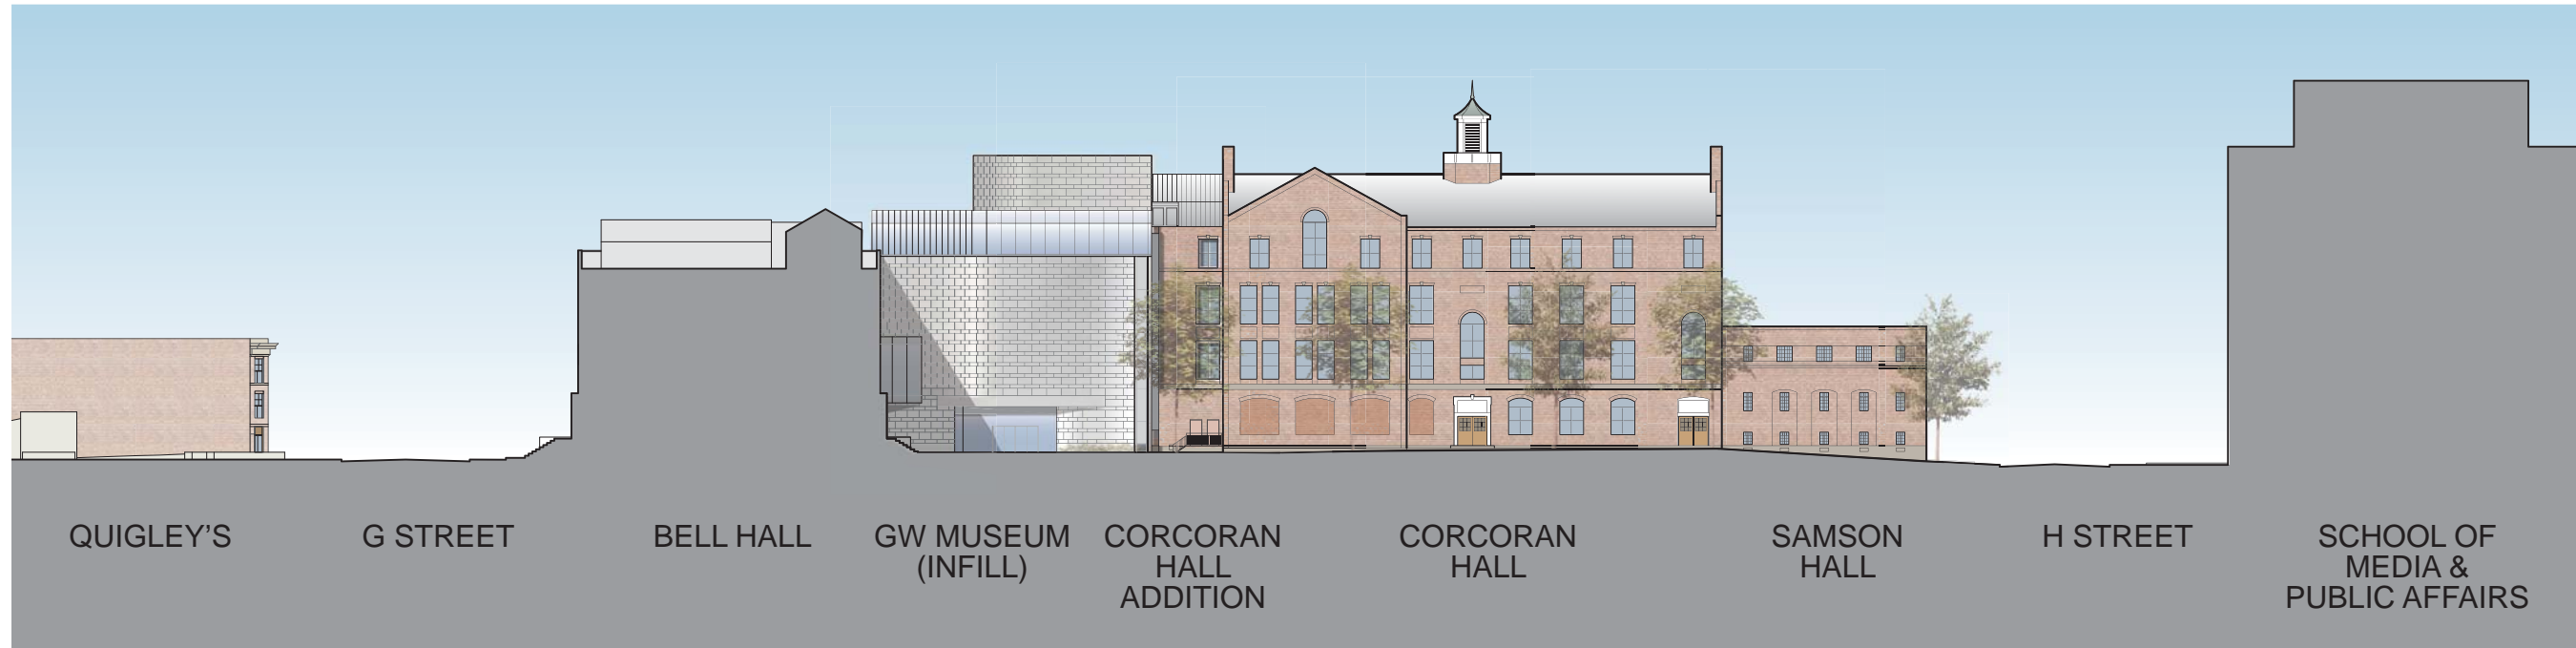 QUIGLEY'S
G STREET
BELL HALL
GW MUSEUM
(INFILL)
CORCORAN
HALL
ADDITION
CORCORAN
HALL
SAMSON
HALL
H STREET
SCHOOL OF
MEDIA &
PUBLIC AFFAIRS